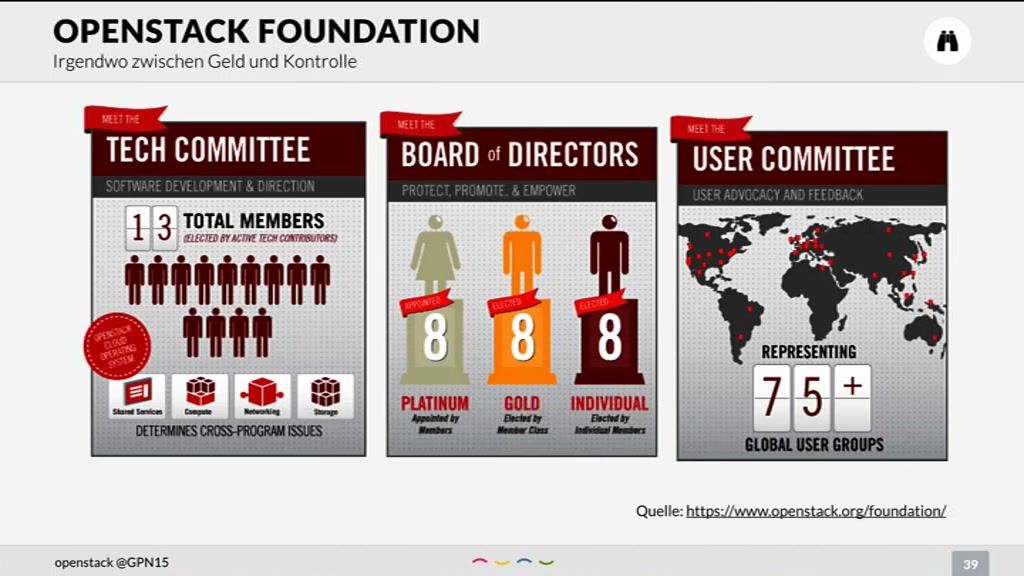 OPENSTACK FOUNDATION
Irgendwo zwischen Geld und Kontrolle
MEET THE
TECH COMMITTEE
SOFTWARE DEVELOPMENT & DIRECTION
13 TOTAL MEMBERS
(ELECTED BY ACTIVE TECH CONTRIBUTORS)
OPENSTACK
CLOUD
OPERATING
SYSTEM
Shared Services
Compute
Networking
Storage
DETERMINES CROSS-PROGRAM ISSUES
MEET THE
BOARD of DIRECTORS
PROTECT, PROMOTE, & EMPOWER
APPOINTED
8
PLATINUM
Appointed by
Members
ELECTED
8
GOLD
Elected by
Member Class
ELECTED
8
INDIVIDUAL
Elected by
Individual Members
MEET THE
USER COMMITTEE
USER ADVOCACY AND FEEDBACK
REPRESENTING
75+
GLOBAL USER GROUPS
Quelle: https://www.openstack.org/foundation/
openstack @GPN15
39